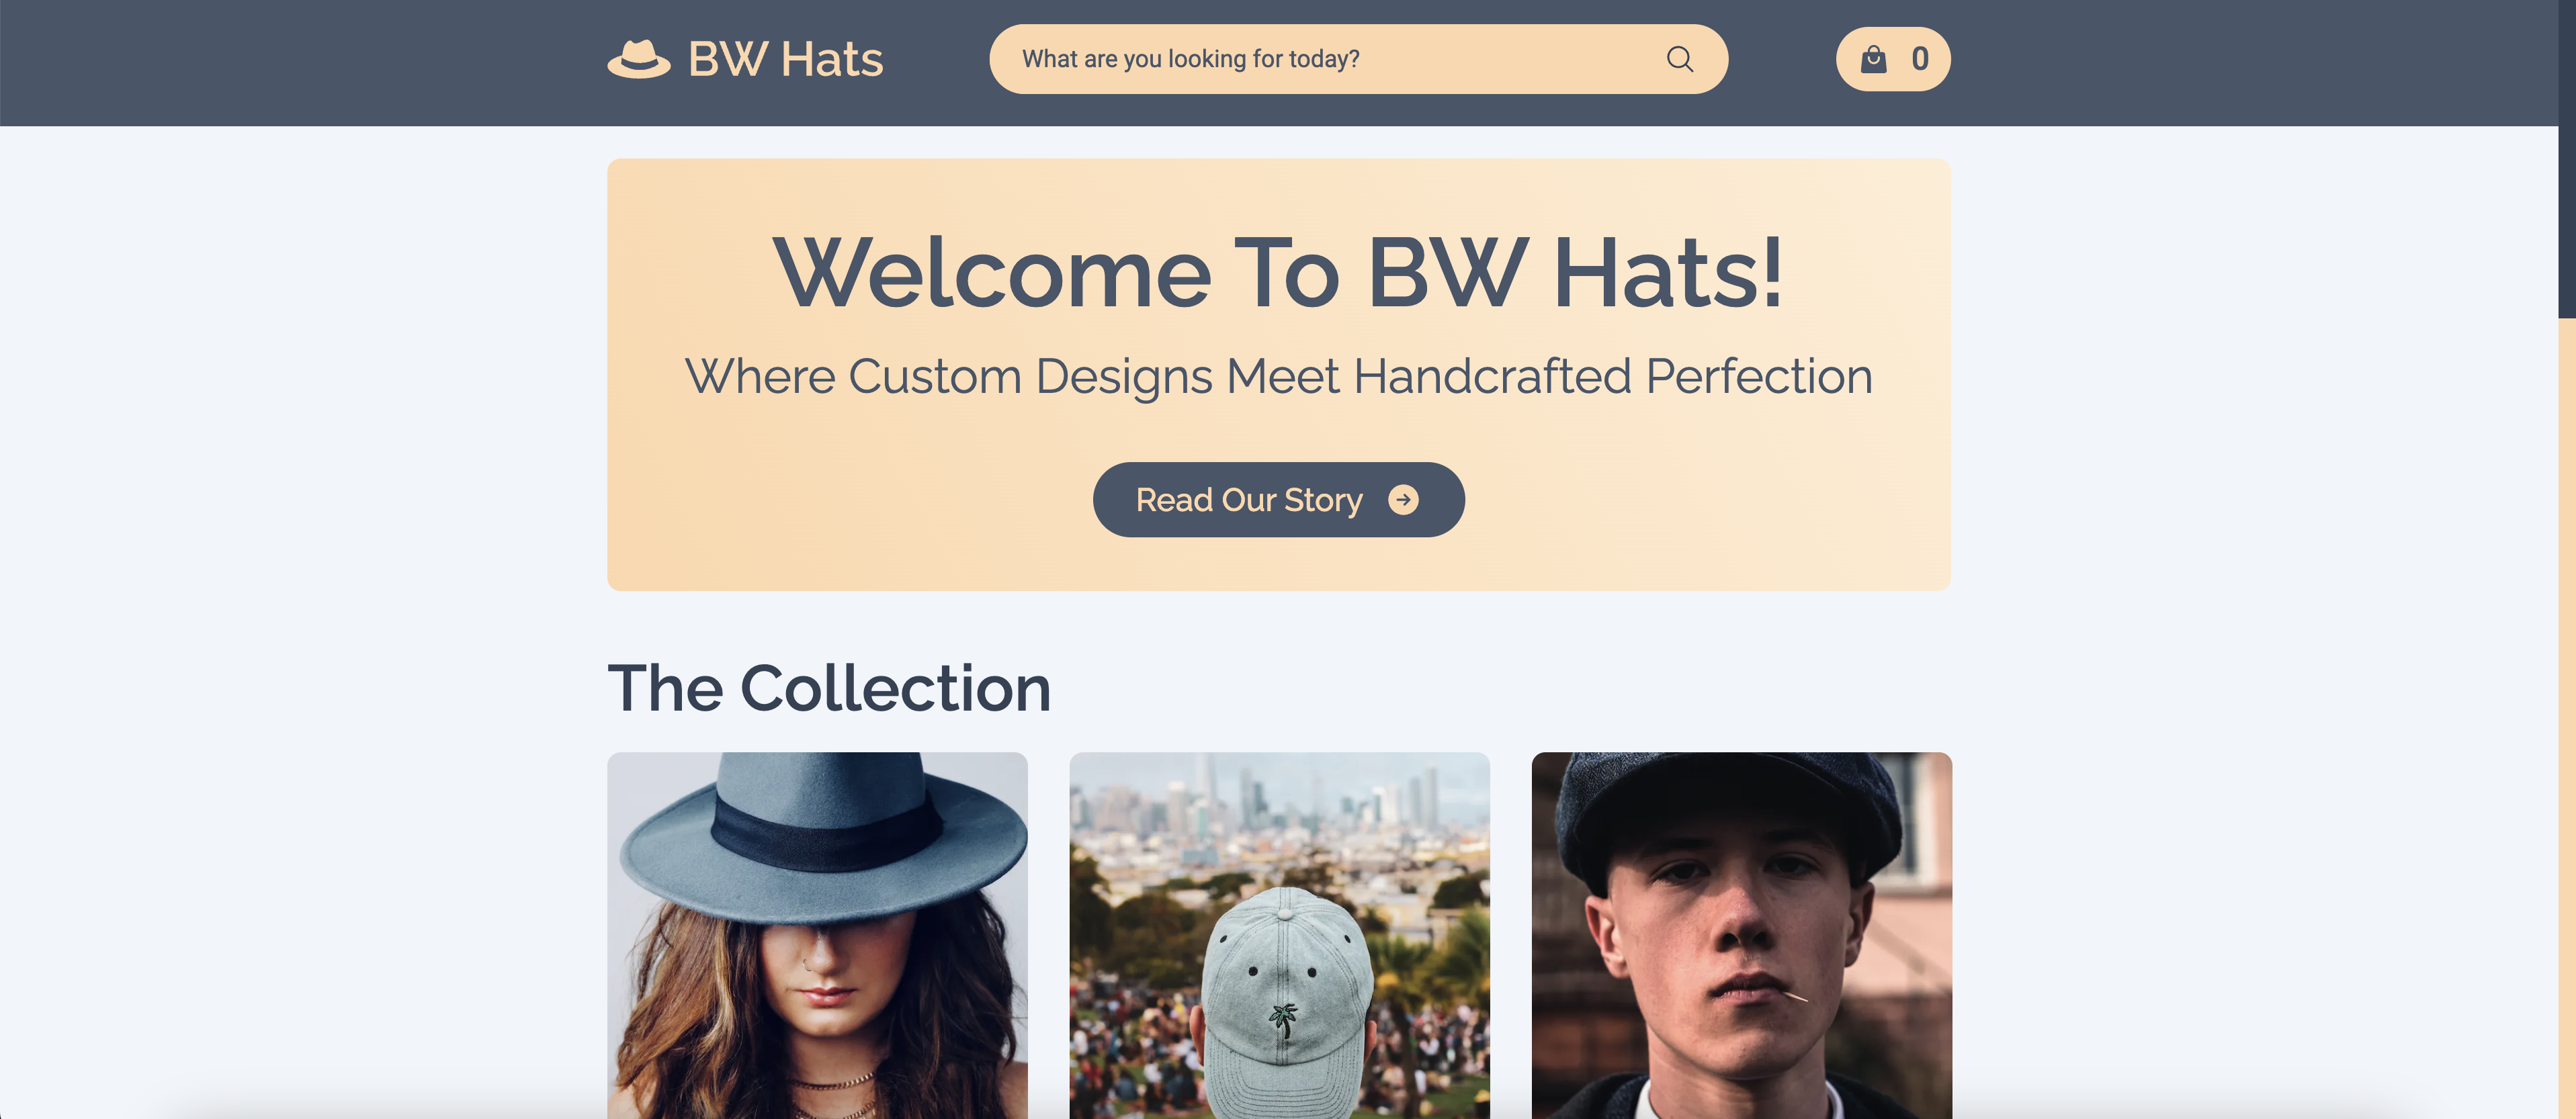 BW Hats
What are you looking for today?
0
Welcome To BW Hats!
Where Custom Designs Meet Handcrafted Perfection
Read Our Story
The Collection